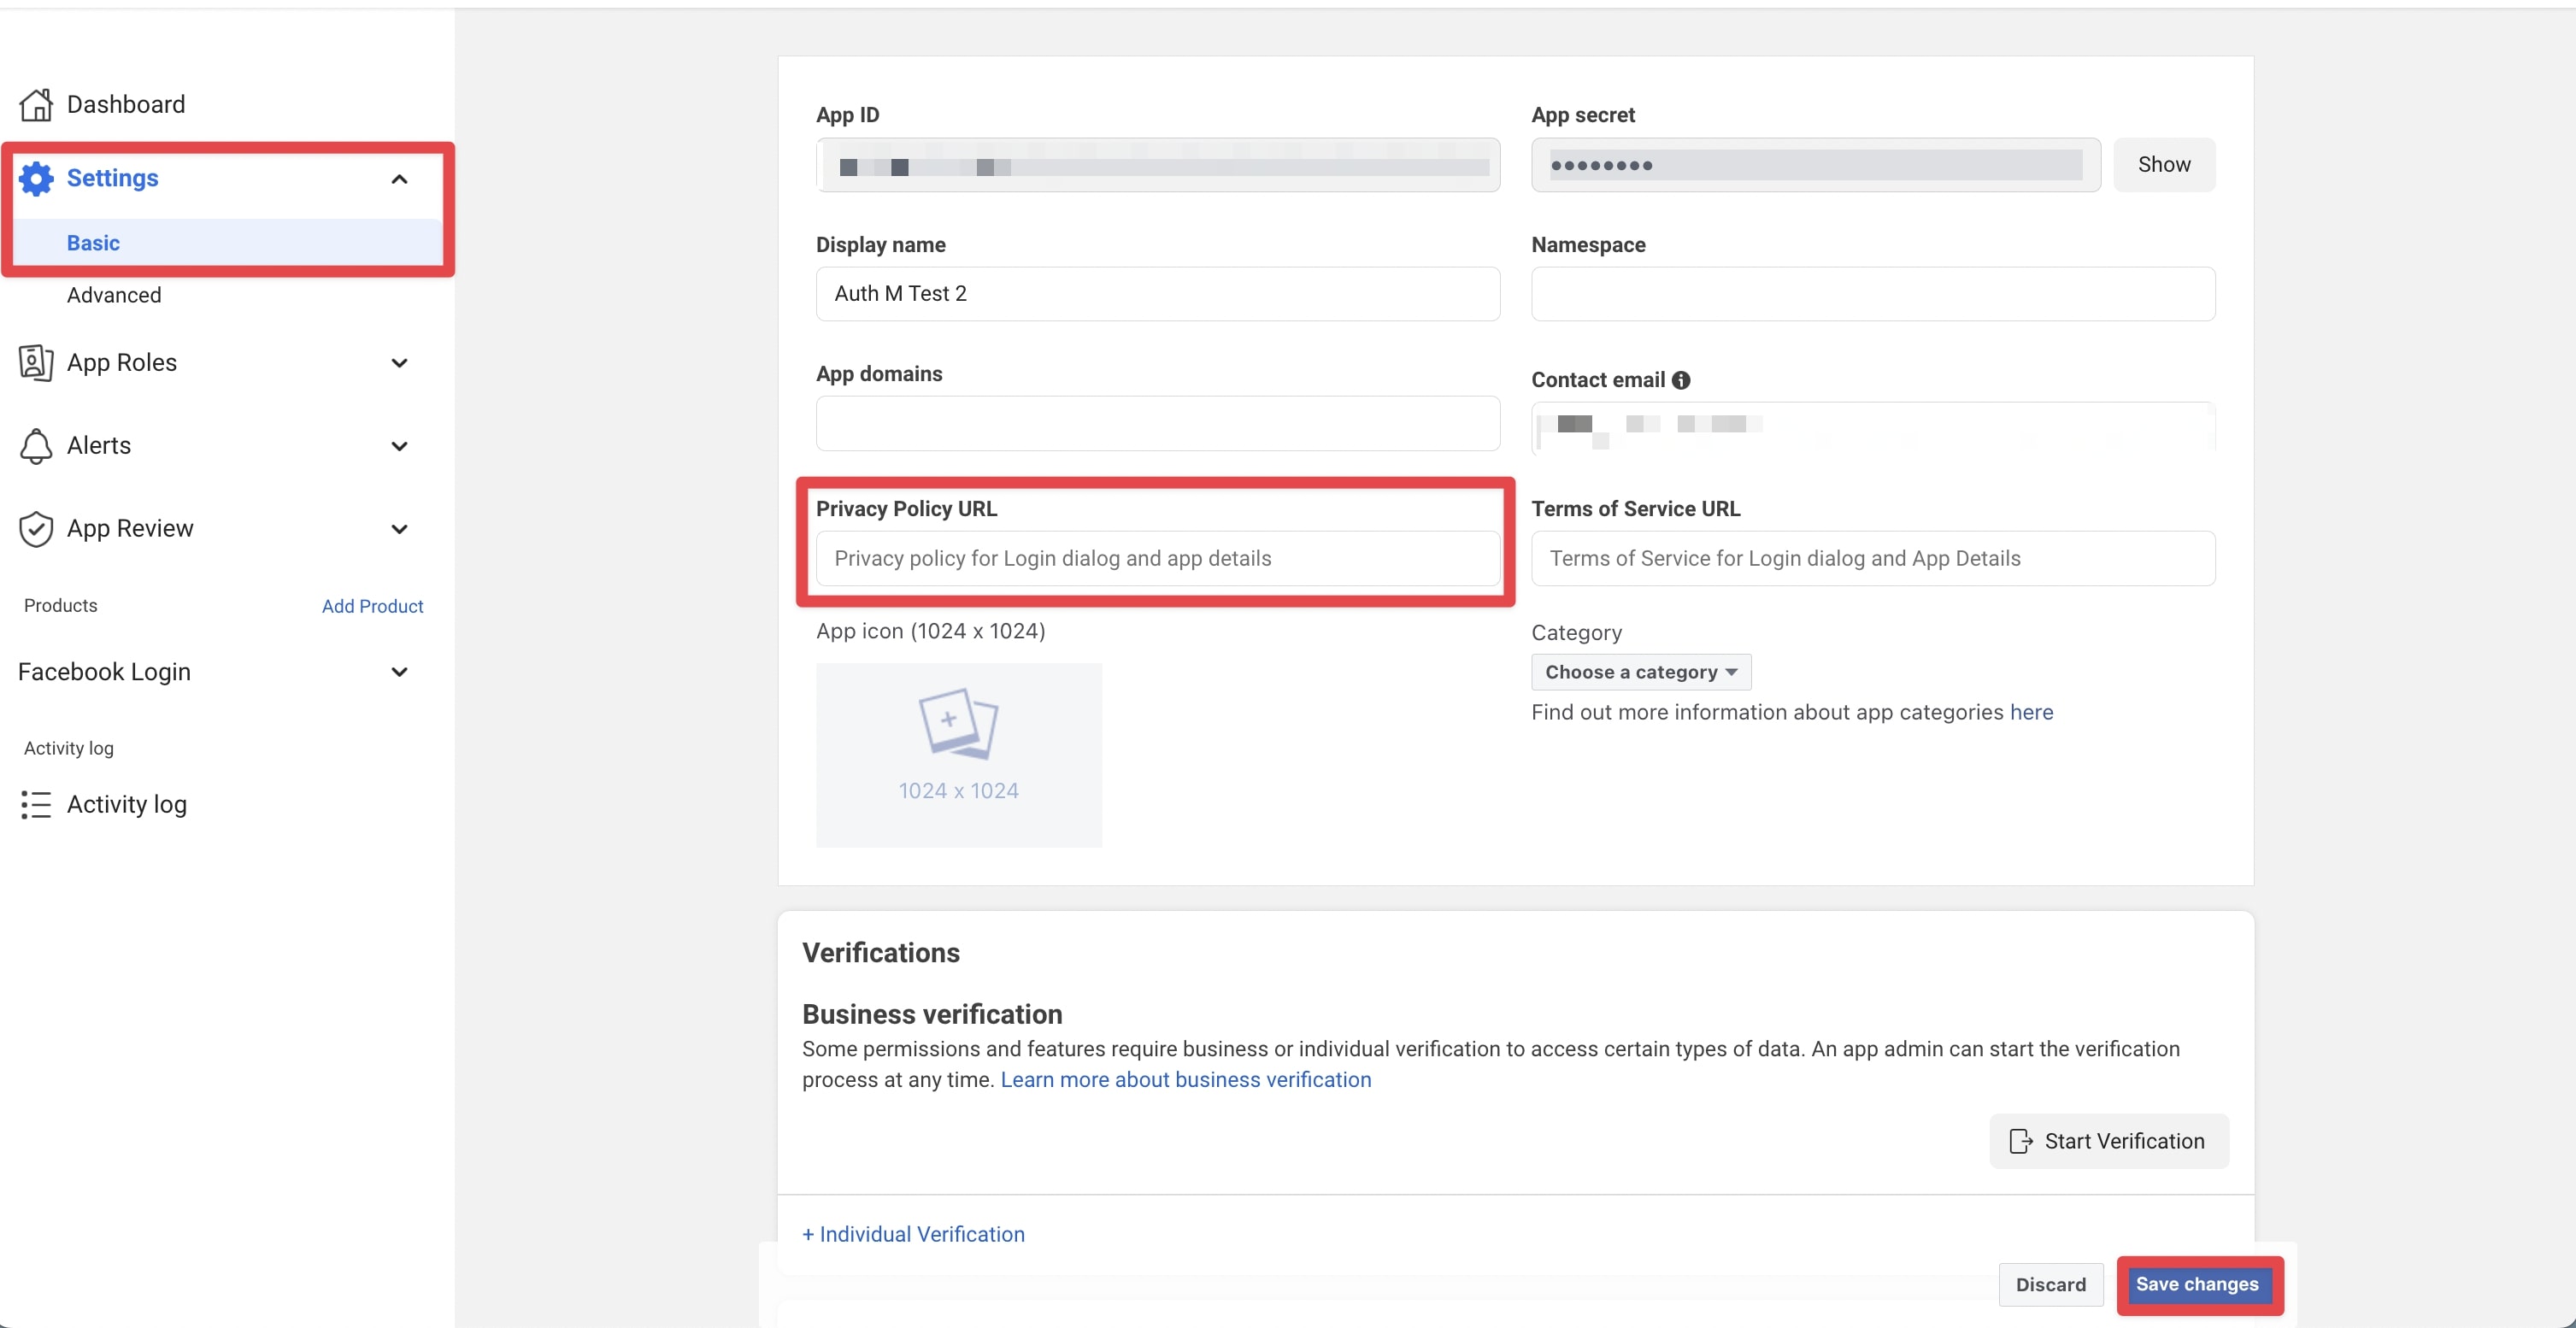 Dashboard
Settings
Basic
Advanced
App Roles
Alerts
App Review
Products
Add Product
Facebook Login
Activity log
Activity log
App ID
App secret
••••••••
Show
Display name
Auth M Test 2
Namespace
App domains
Contact email
Privacy Policy URL
Privacy policy for Login dialog and app details
Terms of Service URL
Terms of Service for Login dialog and App Details
App icon (1024 x 1024)
1024 x 1024
Category
Choose a category
Find out more information about app categories here
Verifications
Business verification
Some permissions and features require business or individual verification to access certain types of data. An app admin can start the verification
process at any time. Learn more about business verification
Start Verification
+ Individual Verification
Discard
Save changes